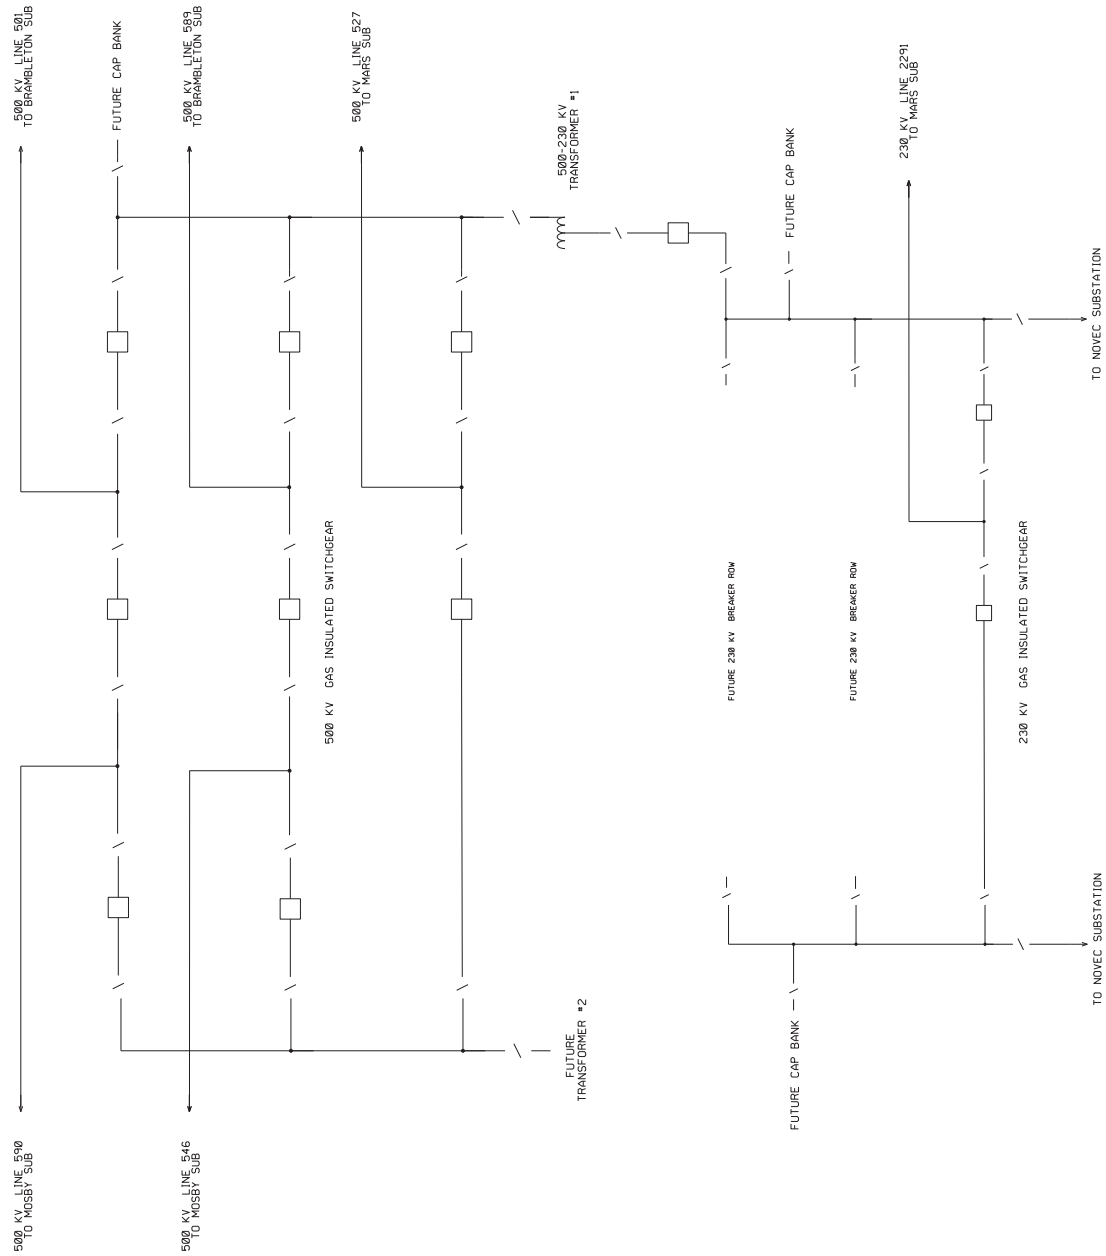 500 KV LINE 501
TO BRAMBLETON SUB
FUTURE CAP BANK
500 KV LINE 589
TO BRAMBLETON SUB
500 KV LINE 527
TO MARS SUB
500-230 KV
TRANSFORMER #1
FUTURE CAP BANK
230 KV LINE 2291
TO MARS SUB
TO NOVEC SUBSTATION
500 KV GAS INSULATED SWITCHGEAR
FUTURE 230 KV BREAKER ROW
FUTURE 230 KV BREAKER ROW
230 KV GAS INSULATED SWITCHGEAR
TO NOVEC SUBSTATION
FUTURE
TRANSFORMER #2
FUTURE CAP BANK
500 KV LINE 590
TO MOSBY SUB
500 KV LINE 546
TO MOSBY SUB